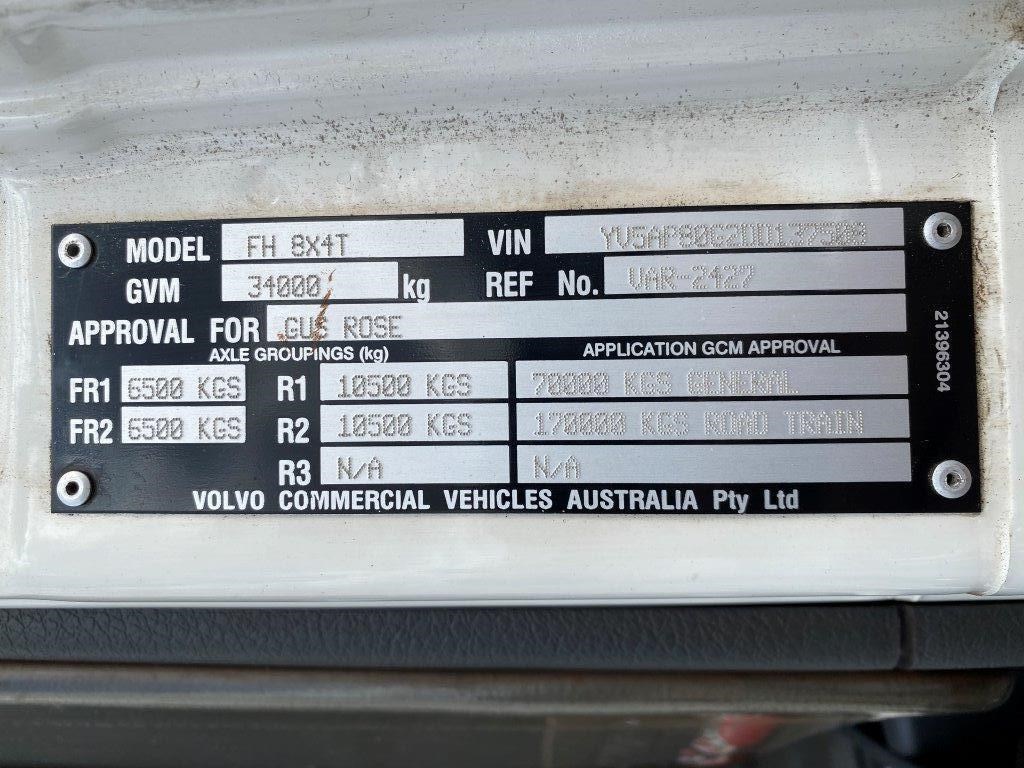 MODEL FH 8X4T VIN YV5AP80G2DD137508
GVM 34000 kg REF No. VAR-2427
APPROVAL FOR GUS ROSE
AXLE GROUPINGS (kg) APPLICATION GCM APPROVAL
FR1 6500 KGS R1 10500 KGS 70000 KGS GENERAL
FR2 6500 KGS R2 10500 KGS 170000 KGS ROAD TRAIN
R3 N/A N/A
VOLVO COMMERCIAL VEHICLES AUSTRALIA Pty Ltd
21396304